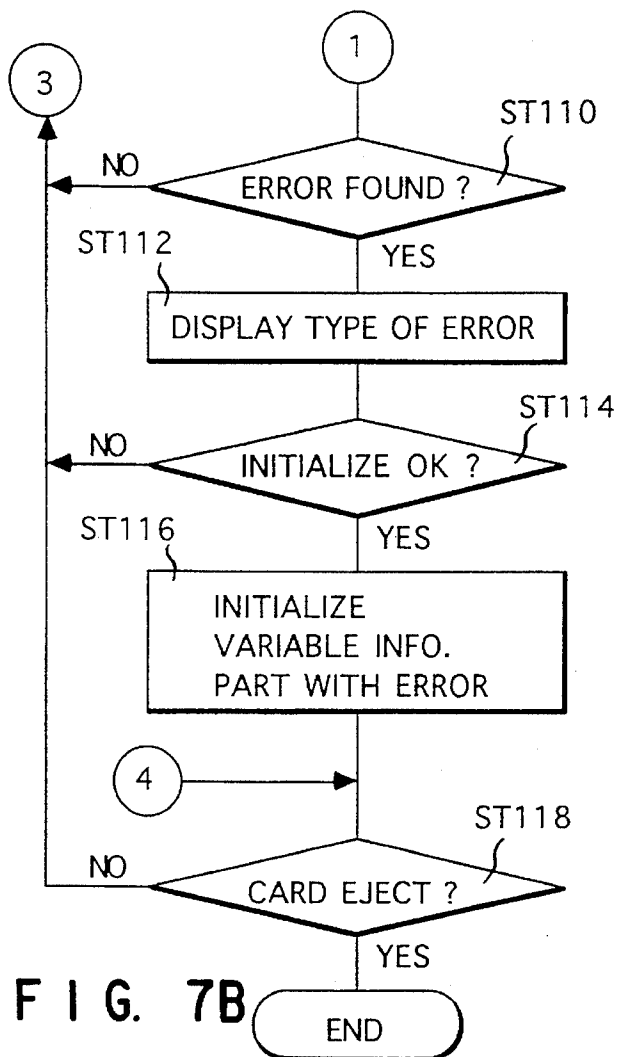 1
3
ST110
NO
ERROR FOUND ?
ST112
YES
DISPLAY TYPE OF ERROR
ST114
NO
INITIALIZE OK ?
ST116
YES
INITIALIZE
VARIABLE INFO.
PART WITH ERROR
4
ST118
NO
CARD EJECT ?
YES
FIG. 7B
END